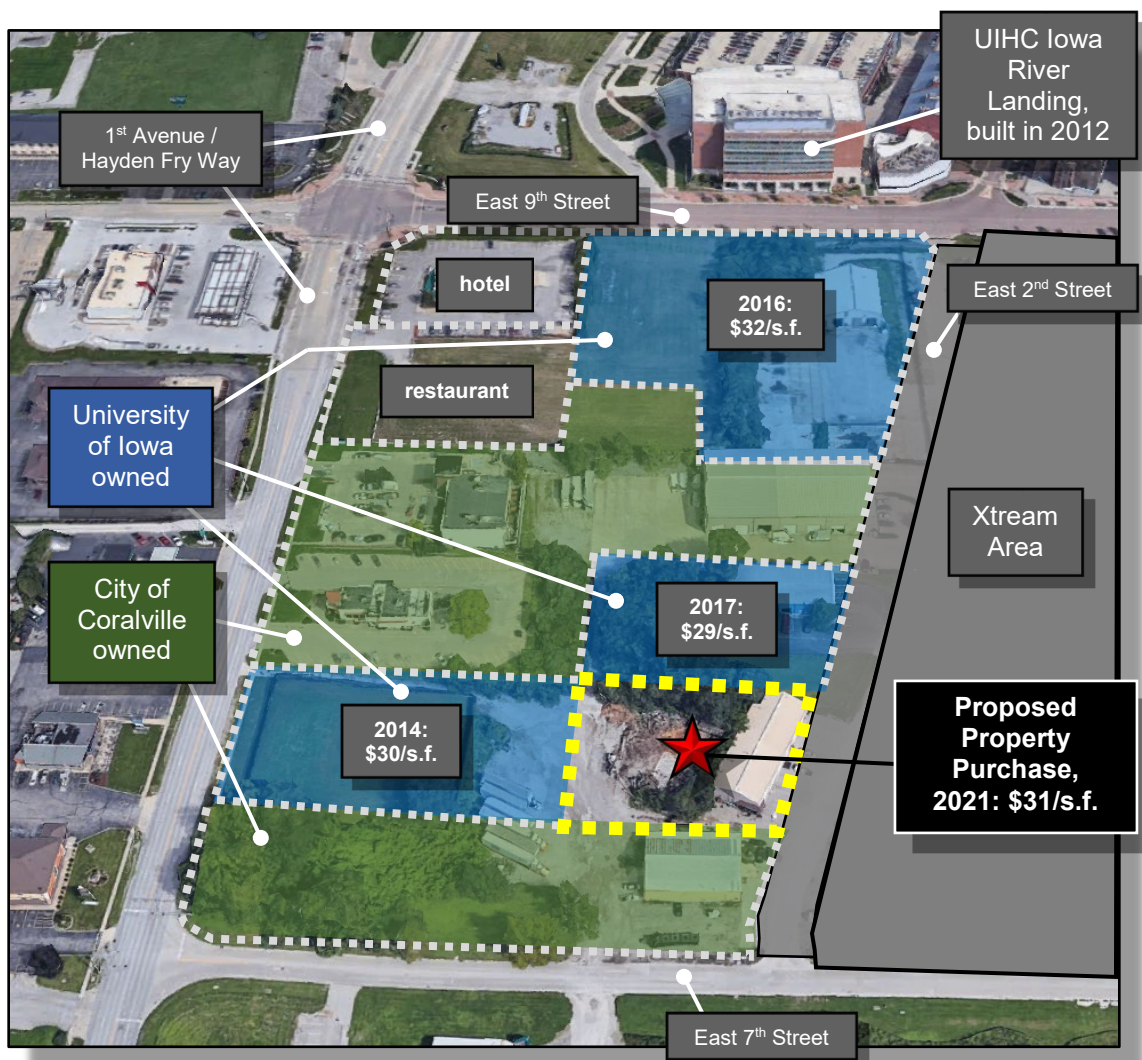 UIHC Iowa
River
Landing,
built in 2012
1st Avenue /
Hayden Fry Way
East 9th Street
hotel
East 2nd Street
2016:
$32/s.f.
restaurant
University
of Iowa
owned
Xtream
Area
City of
Coralville
owned
2017:
$29/s.f.
2014:
$30/s.f.
Proposed
Property
Purchase,
2021: $31/s.f.
East 7th Street